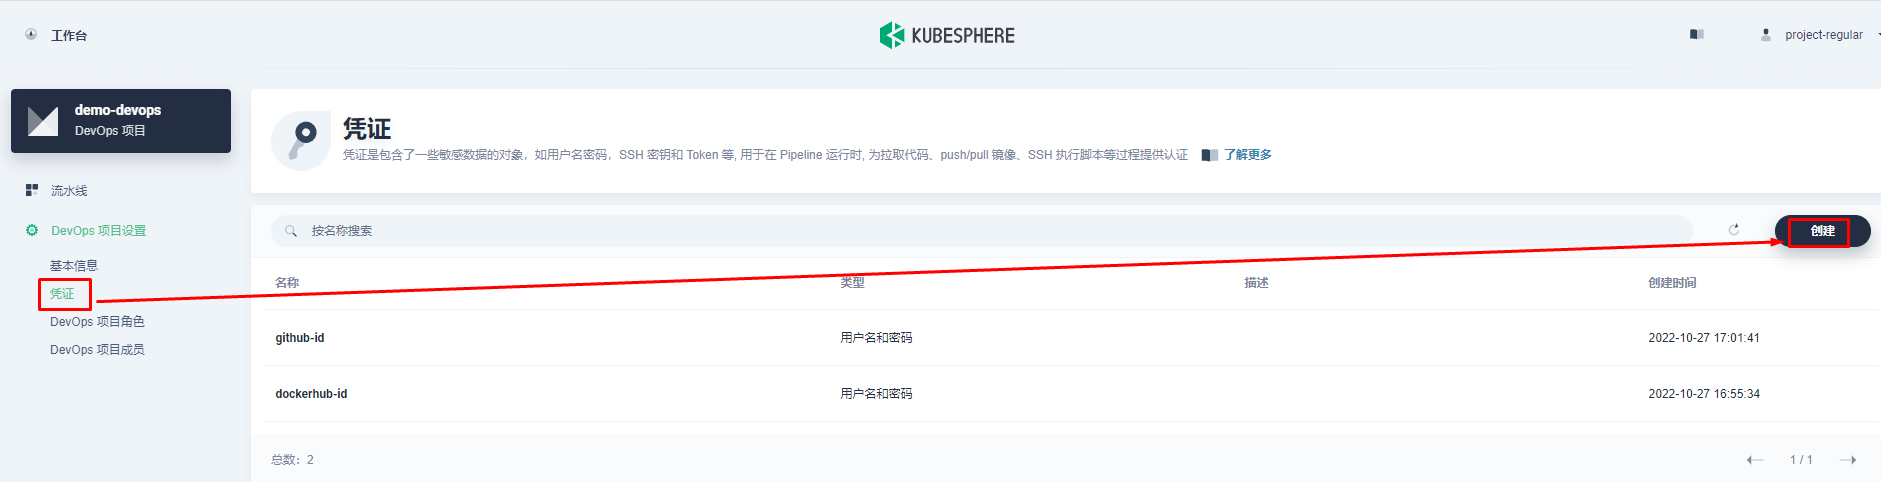 工作台
KUBESPHERE
project-regular
demo-devops
DevOps 项目
凭证
凭证是包含了一些敏感数据的对象，如用户名密码，SSH 密钥和 Token 等, 用于在 Pipeline 运行时, 为拉取代码、push/pull 镜像、SSH 执行脚本等过程提供认证 了解更多
流水线
DevOps 项目设置
基本信息
凭证
DevOps 项目角色
DevOps 项目成员
按名称搜索
创建
名称 类型 描述 创建时间
github-id 用户名和密码 2022-10-27 17:01:41
dockerhub-id 用户名和密码 2022-10-27 16:55:34
总数：2
1 / 1